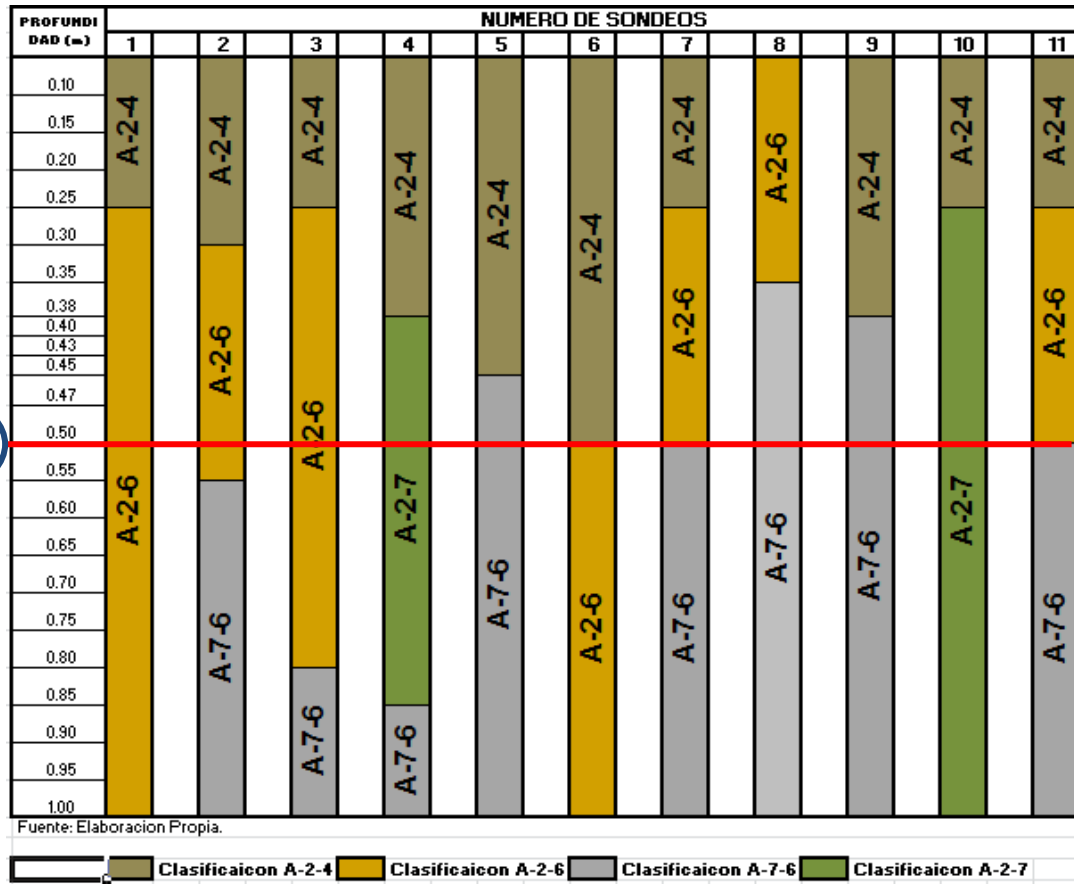 PROFUNDI DAD (m)
NUMERO DE SONDEOS
1 2 3 4 5 6 7 8 9 10 11
0.10
0.15
0.20
0.25
0.30
0.35
0.38
0.40
0.43
0.45
0.47
0.50
0.55
0.60
0.65
0.70
0.75
0.80
0.85
0.90
0.95
1.00
A-2-4
A-2-6
A-2-4
A-2-6
A-7-6
A-2-4
A-2-6
A-7-6
A-2-4
A-2-7
A-7-6
A-2-4
A-7-6
A-2-4
A-2-6
A-2-4
A-2-6
A-7-6
A-2-6
A-7-6
A-2-4
A-7-6
A-2-4
A-2-7
A-2-4
A-2-6
A-7-6
Fuente: Elaboracion Propia.
Clasificaicon A-2-4 Clasificaicon A-2-6 Clasificaicon A-7-6 Clasificaicon A-2-7